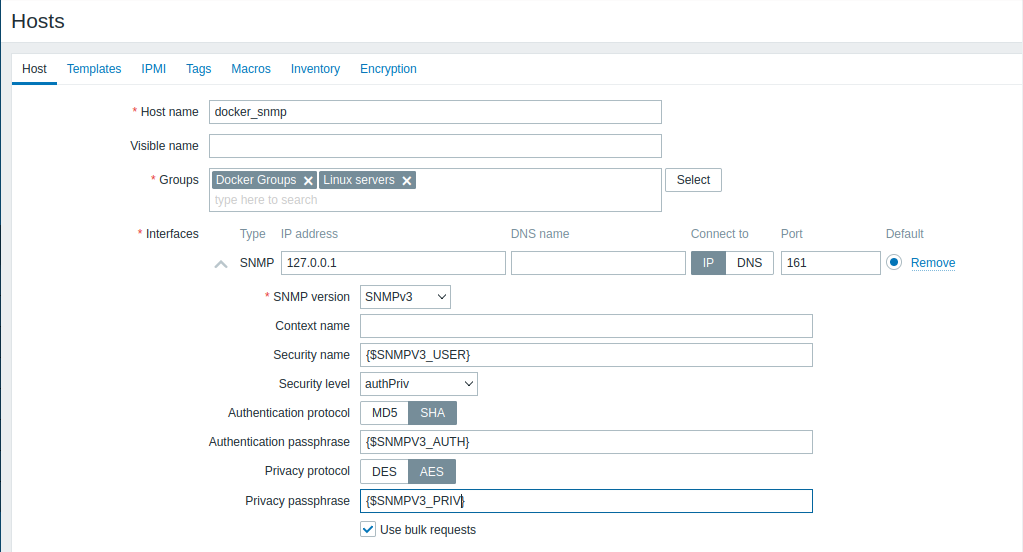 Hosts
Host Templates IPMI Tags Macros Inventory Encryption
* Host name docker_snmp
Visible name
* Groups Docker Groups Linux servers Select
type here to search
* Interfaces Type IP address DNS name Connect to Port Default
SNMP 127.0.0.1 IP DNS 161 Remove
* SNMP version SNMPv3
Context name
Security name {$SNMPV3_USER}
Security level authPriv
Authentication protocol MD5 SHA
Authentication passphrase {$SNMPV3_AUTH}
Privacy protocol DES AES
Privacy passphrase {$SNMPV3_PRIV}
Use bulk requests